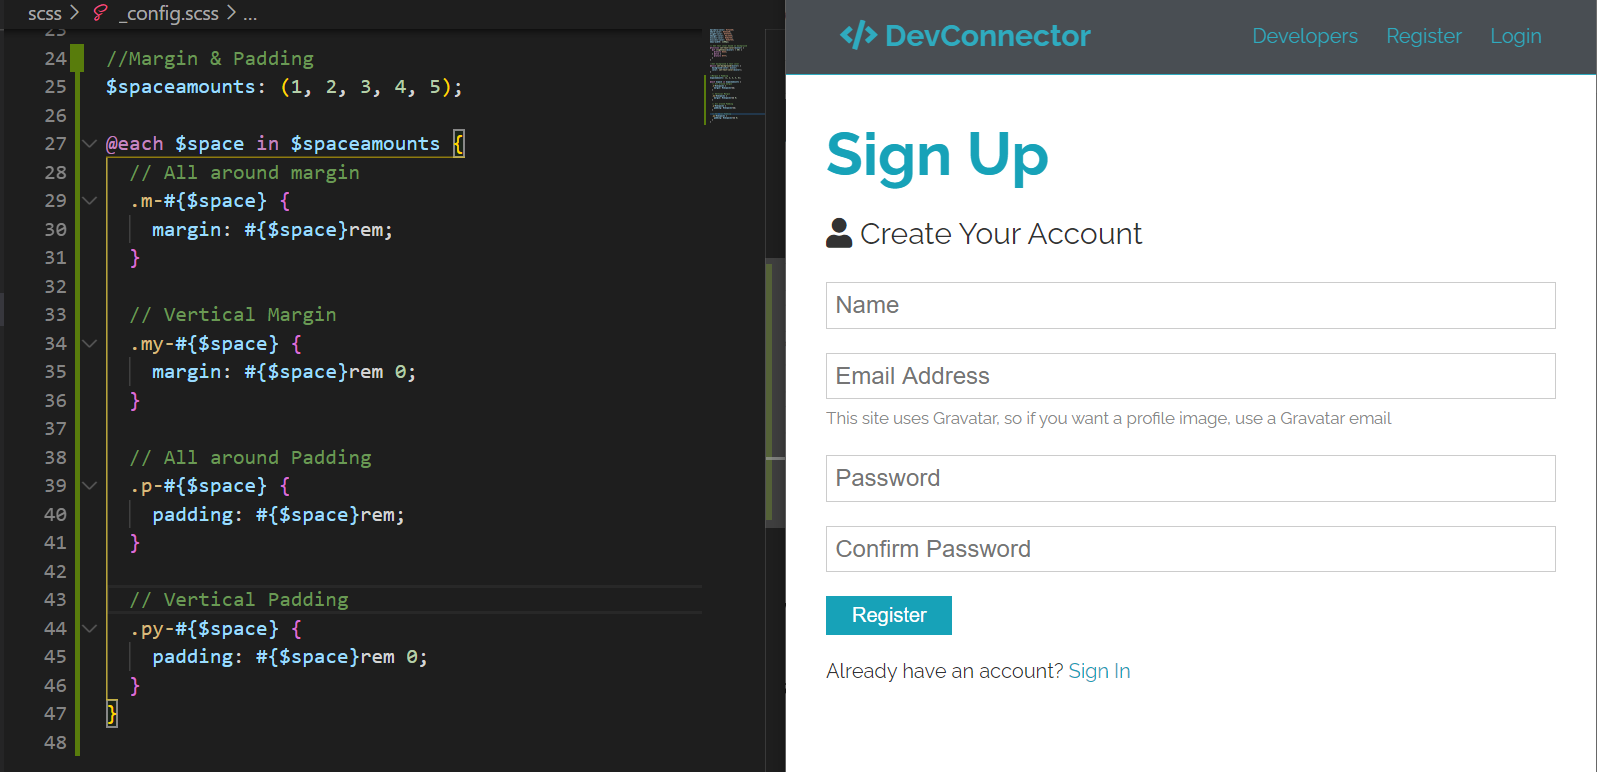 scss > _config.scss > ...
23
24 //Margin & Padding
25 $spaceamounts: (1, 2, 3, 4, 5);
26
27 @each $space in $spaceamounts {
28 // All around margin
29 .m-#{$space} {
30 margin: #{$space}rem;
31 }
32
33 // Vertical Margin
34 .my-#{$space} {
35 margin: #{$space}rem 0;
36 }
37
38 // All around Padding
39 .p-#{$space} {
40 padding: #{$space}rem;
41 }
42
43 // Vertical Padding
44 .py-#{$space} {
45 padding: #{$space}rem 0;
46 }
47 }
48
</> DevConnector
Developers Register Login
Sign Up
Create Your Account
Name
Email Address
This site uses Gravatar, so if you want a profile image, use a Gravatar email
Password
Confirm Password
Register
Already have an account? Sign In